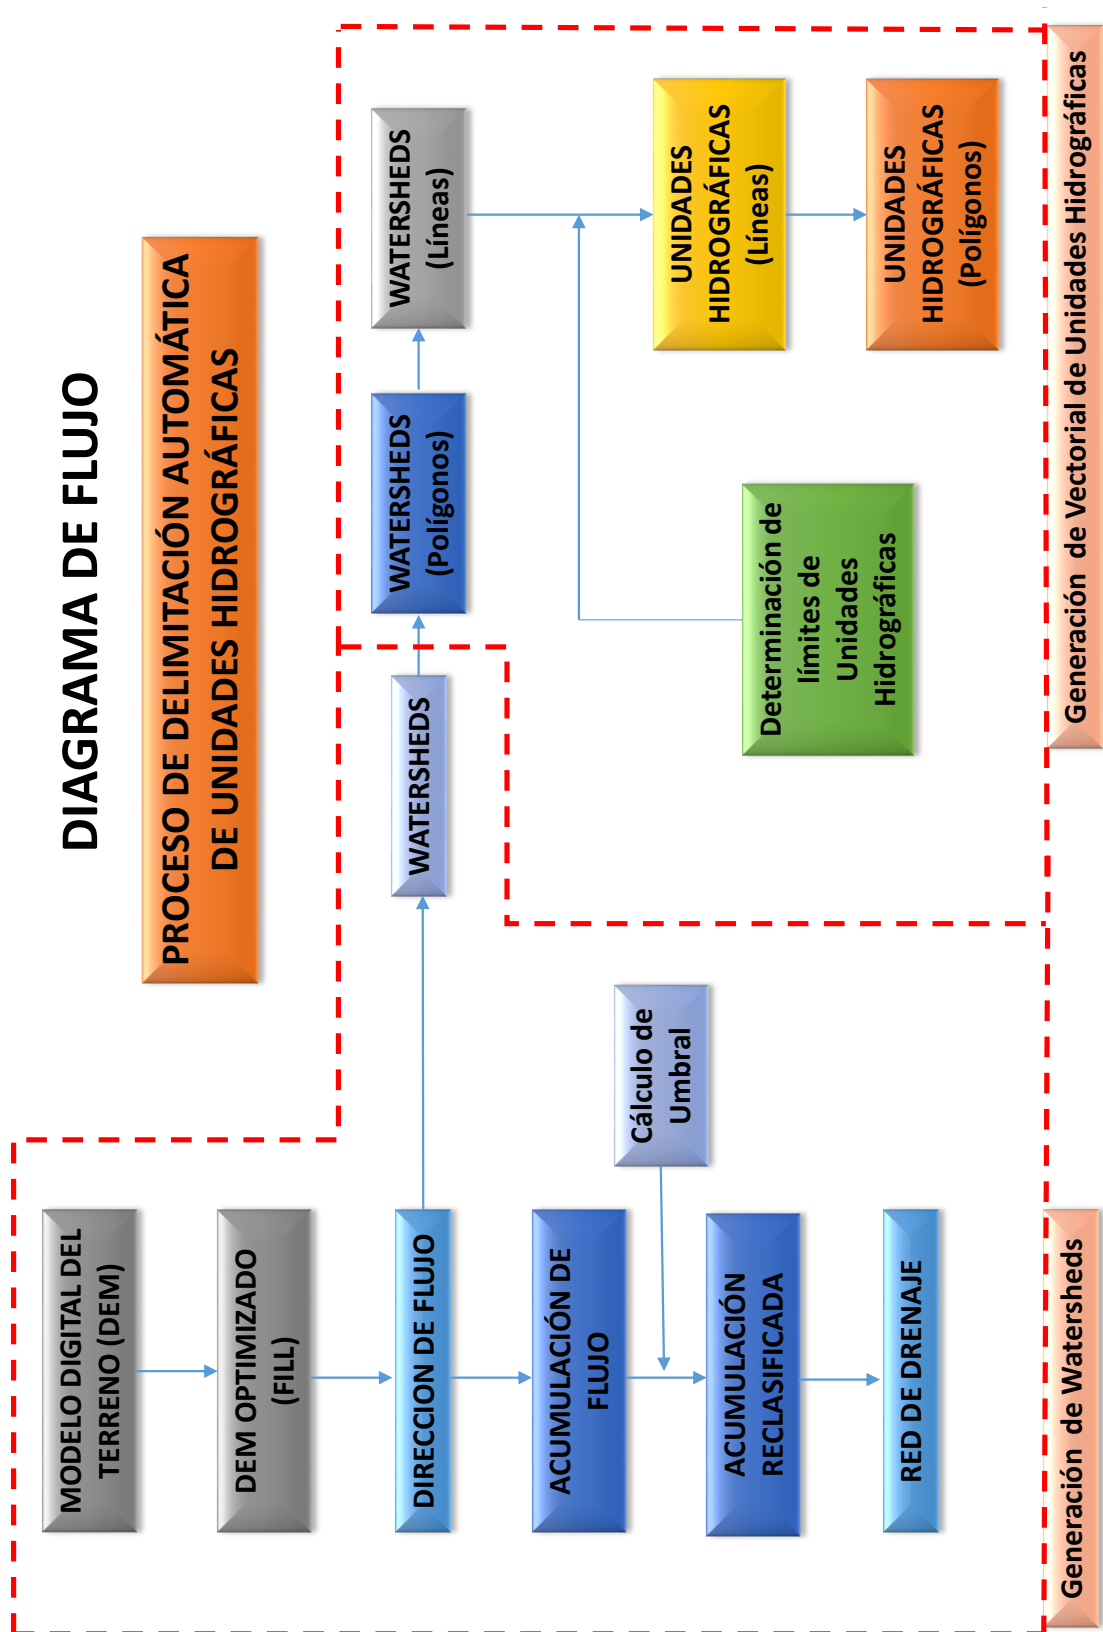 DIAGRAMA DE FLUJO
PROCESO DE DELIMITACIÓN AUTOMÁTICA
DE UNIDADES HIDROGRÁFICAS
MODELO DIGITAL DEL
TERRENO (DEM)
DEM OPTIMIZADO
(FILL)
DIRECCION DE FLUJO
ACUMULACIÓN DE
FLUJO
Cálculo de
Umbral
ACUMULACIÓN
RECLASIFICADA
RED DE DRENAJE
Generación de Watersheds
WATERSHEDS
WATERSHEDS
(Polígonos)
WATERSHEDS
(Líneas)
Determinación de
límites de
Unidades
Hidrográficas
UNIDADES
HIDROGRÁFICAS
(Líneas)
UNIDADES
HIDROGRÁFICAS
(Polígonos)
Generación de Vectorial de Unidades Hidrográficas